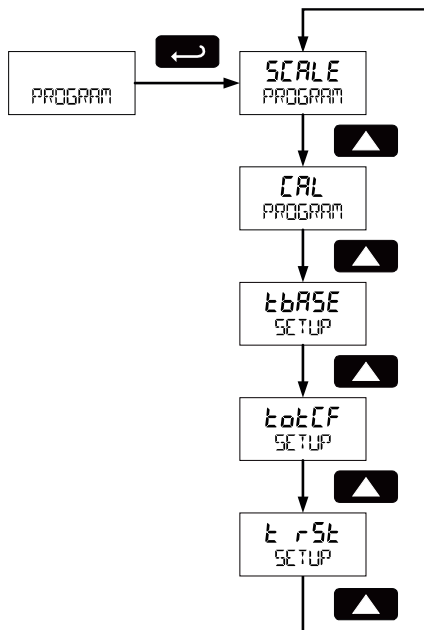 PROGRAM
SCALE
PROGRAM
CAL
PROGRAM
tbASE
SETUP
totCF
SETUP
t rSt
SETUP